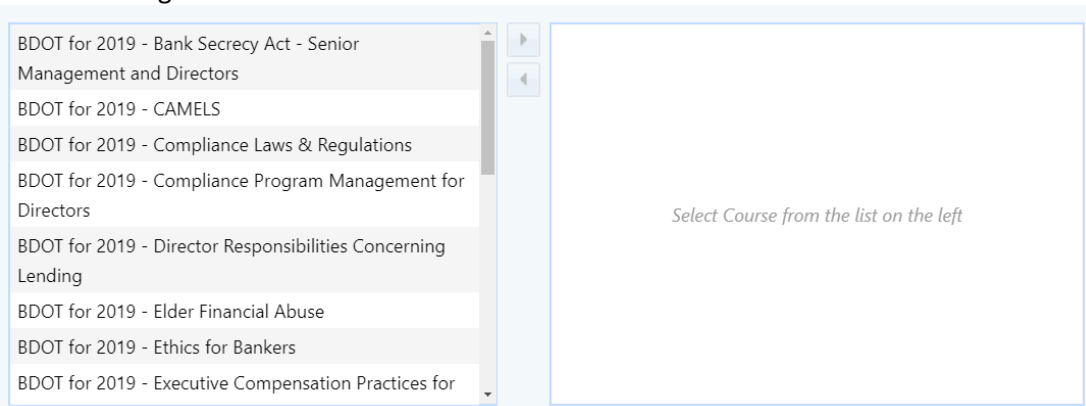 BDOT for 2019 - Bank Secrecy Act - Senior
Management and Directors
BDOT for 2019 - CAMELS
BDOT for 2019 - Compliance Laws & Regulations
BDOT for 2019 - Compliance Program Management for
Directors
BDOT for 2019 - Director Responsibilities Concerning
Lending
BDOT for 2019 - Elder Financial Abuse
BDOT for 2019 - Ethics for Bankers
BDOT for 2019 - Executive Compensation Practices for
Select Course from the list on the left